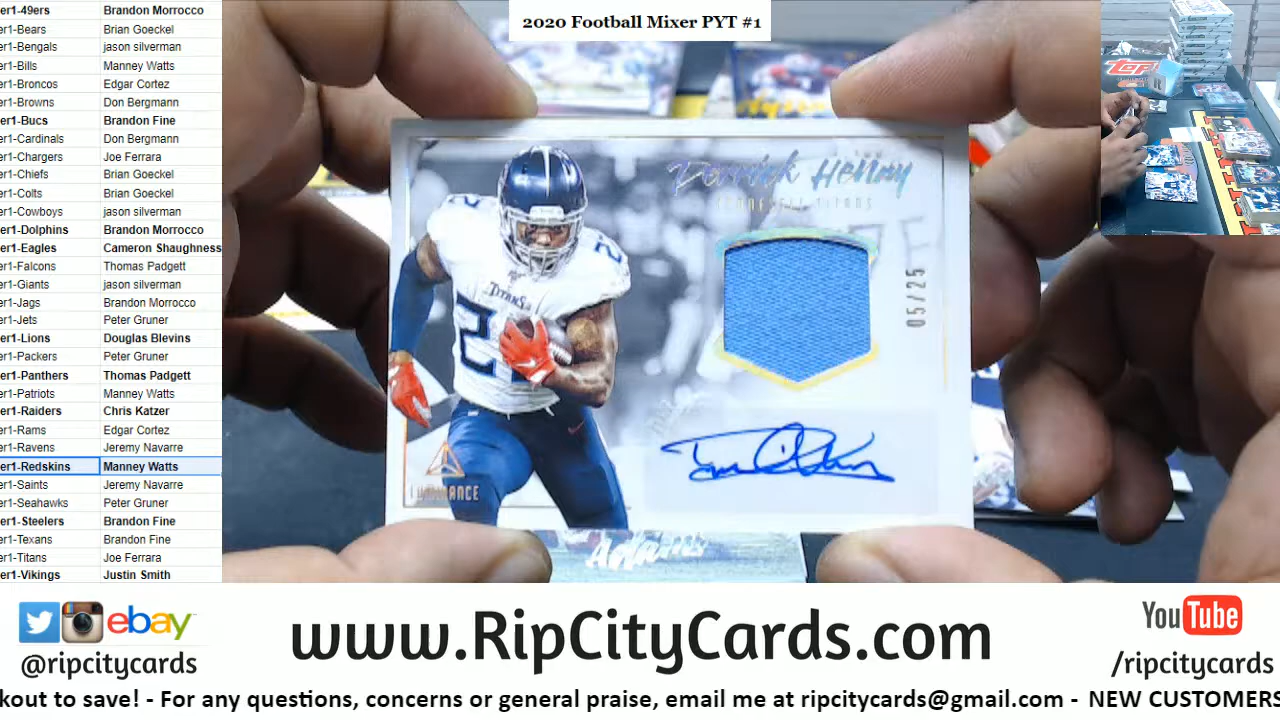 2020 Football Mixer PYT #1
er1-49ers Brandon Morrocco
er1-Bears Brian Goeckel
er1-Bengals jason silverman
er1-Bills Manney Watts
er1-Broncos Edgar Cortez
er1-Browns Don Bergmann
er1-Bucs Brandon Fine
er1-Cardinals Don Bergmann
er1-Chargers Joe Ferrara
er1-Chiefs Brian Goeckel
er1-Colts Brian Goeckel
er1-Cowboys jason silverman
er1-Dolphins Brandon Morrocco
er1-Eagles Cameron Shaughness
er1-Falcons Thomas Padgett
er1-Giants jason silverman
er1-Jags Brandon Morrocco
er1-Jets Peter Gruner
er1-Lions Douglas Blevins
er1-Packers Peter Gruner
er1-Panthers Thomas Padgett
er1-Patriots Manney Watts
er1-Raiders Chris Katzer
er1-Rams Edgar Cortez
er1-Ravens Jeremy Navarre
er1-Redskins Manney Watts
er1-Saints Jeremy Navarre
er1-Seahawks Peter Gruner
er1-Steelers Brandon Fine
er1-Texans Brandon Fine
er1-Titans Joe Ferrara
er1-Vikings Justin Smith
Derrick Henry
TENNESSEE TITANS
05/25
TITANS
2
LUMINANCE
Adams
Topps
ebay
@ripcitycards
www.RipCityCards.com
YouTube
/ripcitycards
kout to save! - For any questions, concerns or general praise, email me at ripcitycards@gmail.com - NEW CUSTOMERS